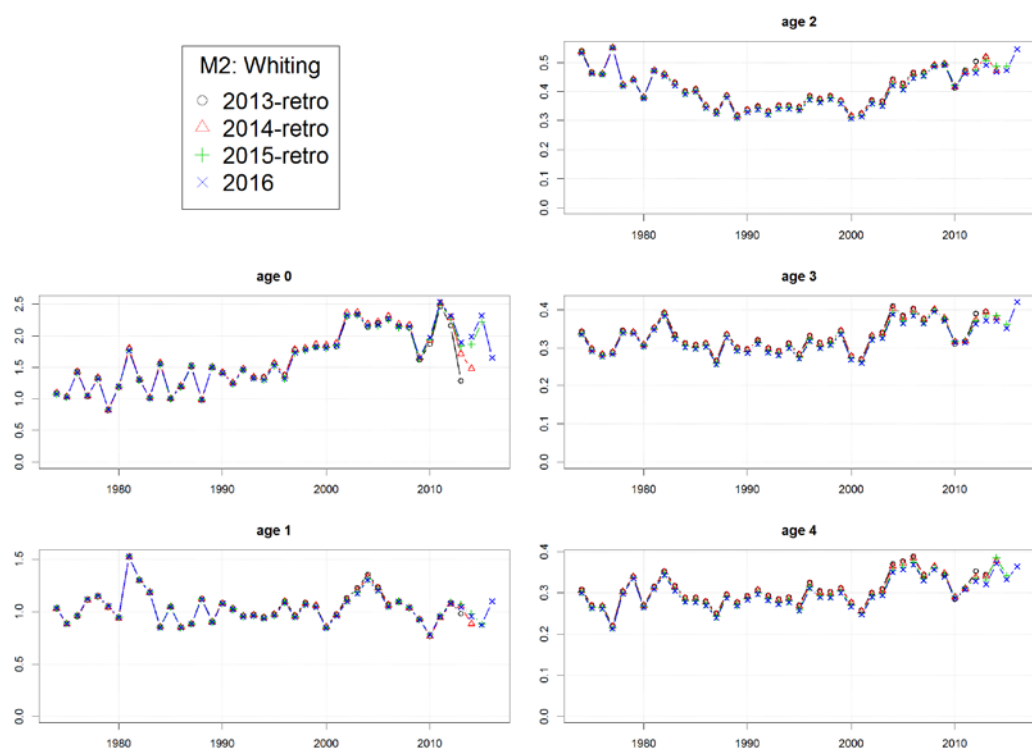 M2: Whiting
2013-retro
2014-retro
2015-retro
2016
age 2
0.0 0.1 0.2 0.3 0.4 0.5
1980 1990 2000 2010
age 0
0.0 0.5 1.0 1.5 2.0 2.5
1980 1990 2000 2010
age 3
0.0 0.1 0.2 0.3 0.4
1980 1990 2000 2010
age 1
0.0 0.5 1.0 1.5
1980 1990 2000 2010
age 4
0.0 0.1 0.2 0.3 0.4
1980 1990 2000 2010